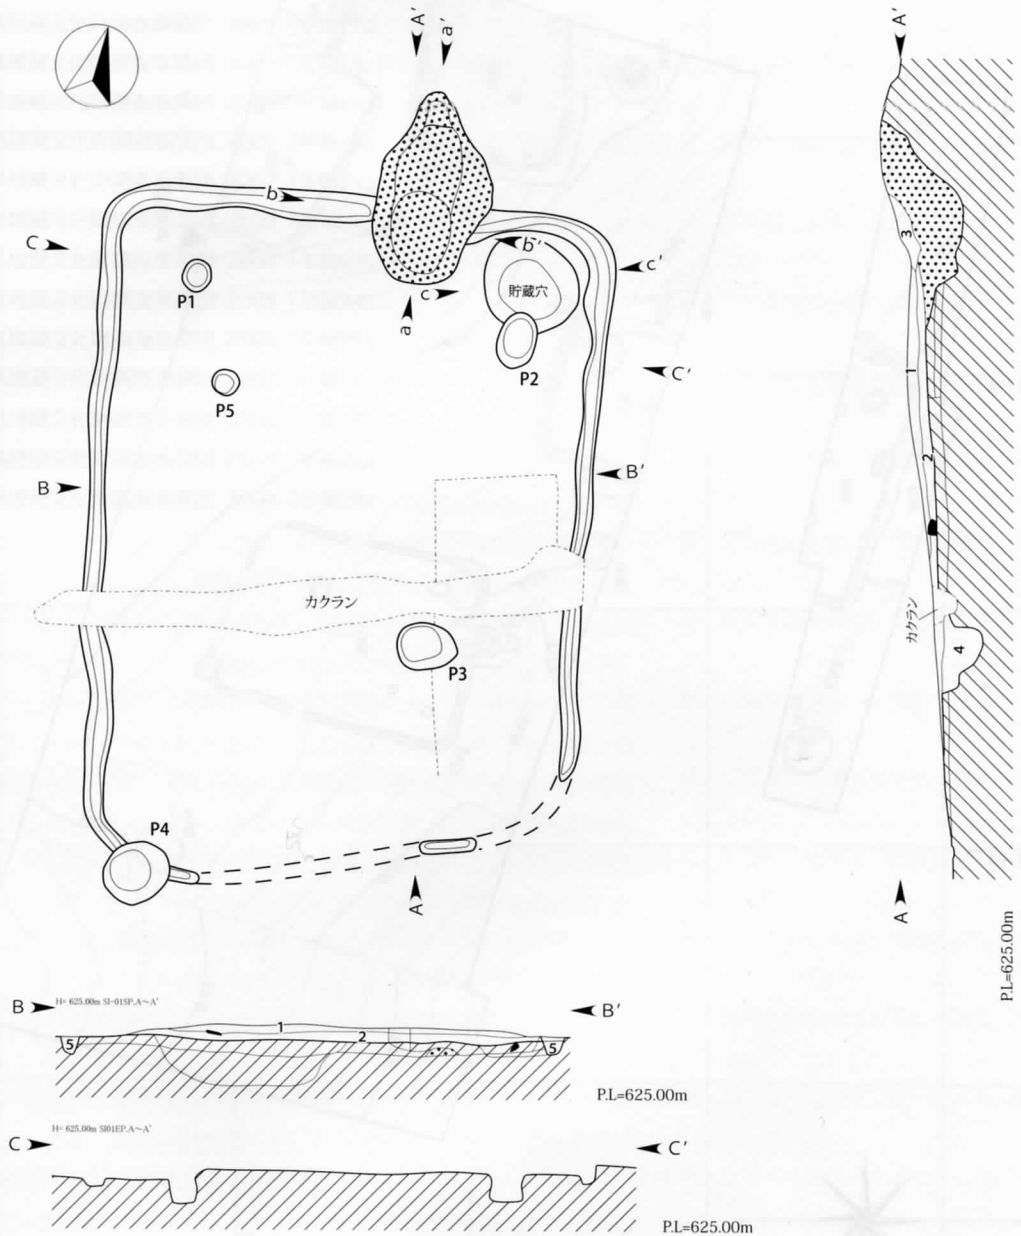 A'
a'
A'
b
C
b'
c'
P1
c
貯蔵穴
a
P2
C'
P5
3
1
2
B
B'
カクラン
カクラン
4
P3
P4
A
A
P.L=625.00m
B
H= 625.00m SI-01SP.A～A'
B'
1
2
5
5
P.L=625.00m
C
H= 625.00m SI01EP.A～A'
C'
P.L=625.00m